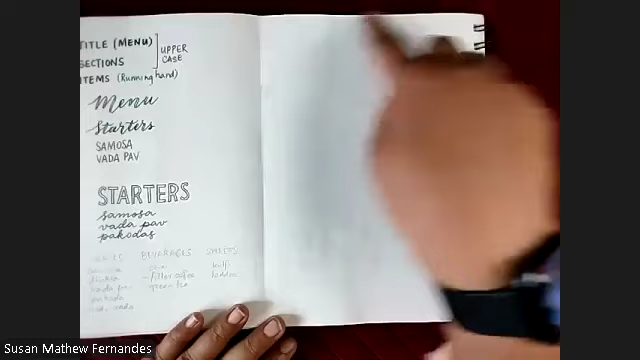 TITLE (MENU)
SECTIONS
ITEMS (Running hand)
UPPER
CASE
Menu
Starters
SAMOSA
VADA PAV
STARTERS
samosa
vada pav
pakodas
BEVERAGES
filter coffee
green tea
SWEETS
kulfi
laddoo
Susan Mathew Fernandes